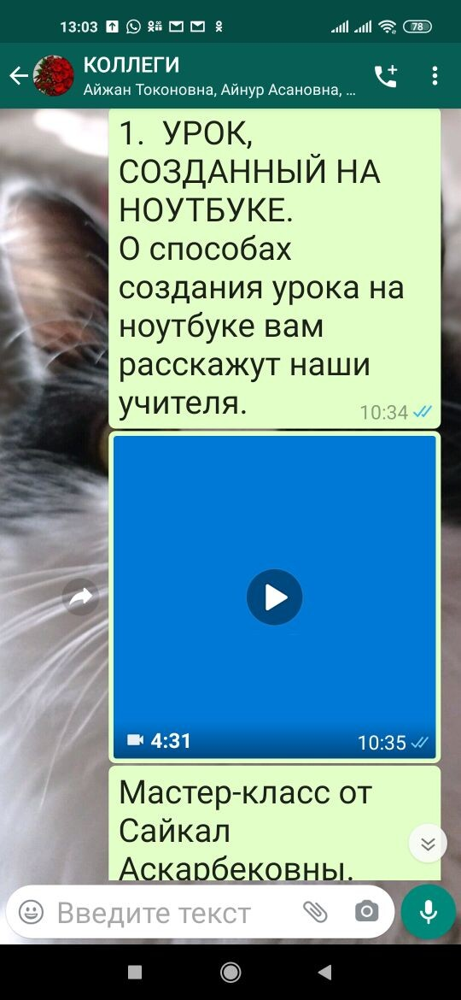 13:03
78
КОЛЛЕГИ
Айжан Токоновна, Айнур Асановна, ...
1. УРОК,
СОЗДАННЫЙ НА
НОУТБУКЕ.
О способах
создания урока на
ноутбуке вам
расскажут наши
учителя.
10:34
4:31
10:35
Мастер-класс от
Сайкал
Аскарбековны.
Введите текст